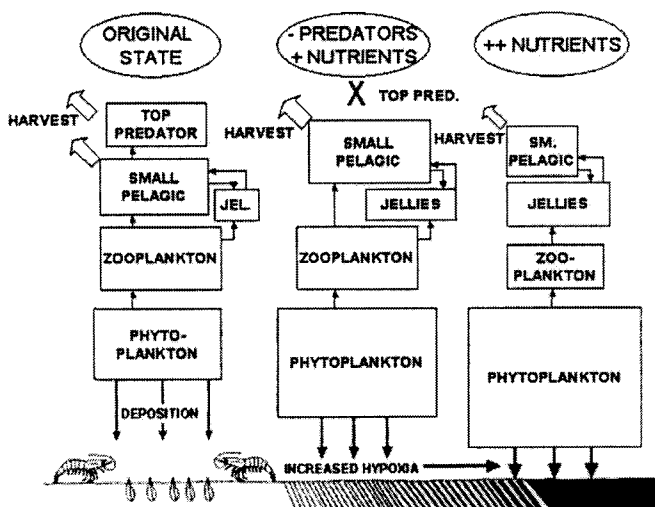 ORIGINAL
STATE
HARVEST
TOP
PREDATOR
SMALL
PELAGIC
JEL.
ZOOPLANKTON
PHYTO-
PLANKTON
DEPOSITION
- PREDATORS
+ NUTRIENTS
X TOP PRED.
HARVEST
SMALL
PELAGIC
JELLIES
ZOOPLANKTON
PHYTOPLANKTON
INCREASED HYPOXIA
++ NUTRIENTS
HARVEST
SM.
PELAGIC
JELLIES
ZOO-
PLANKTON
PHYTOPLANKTON